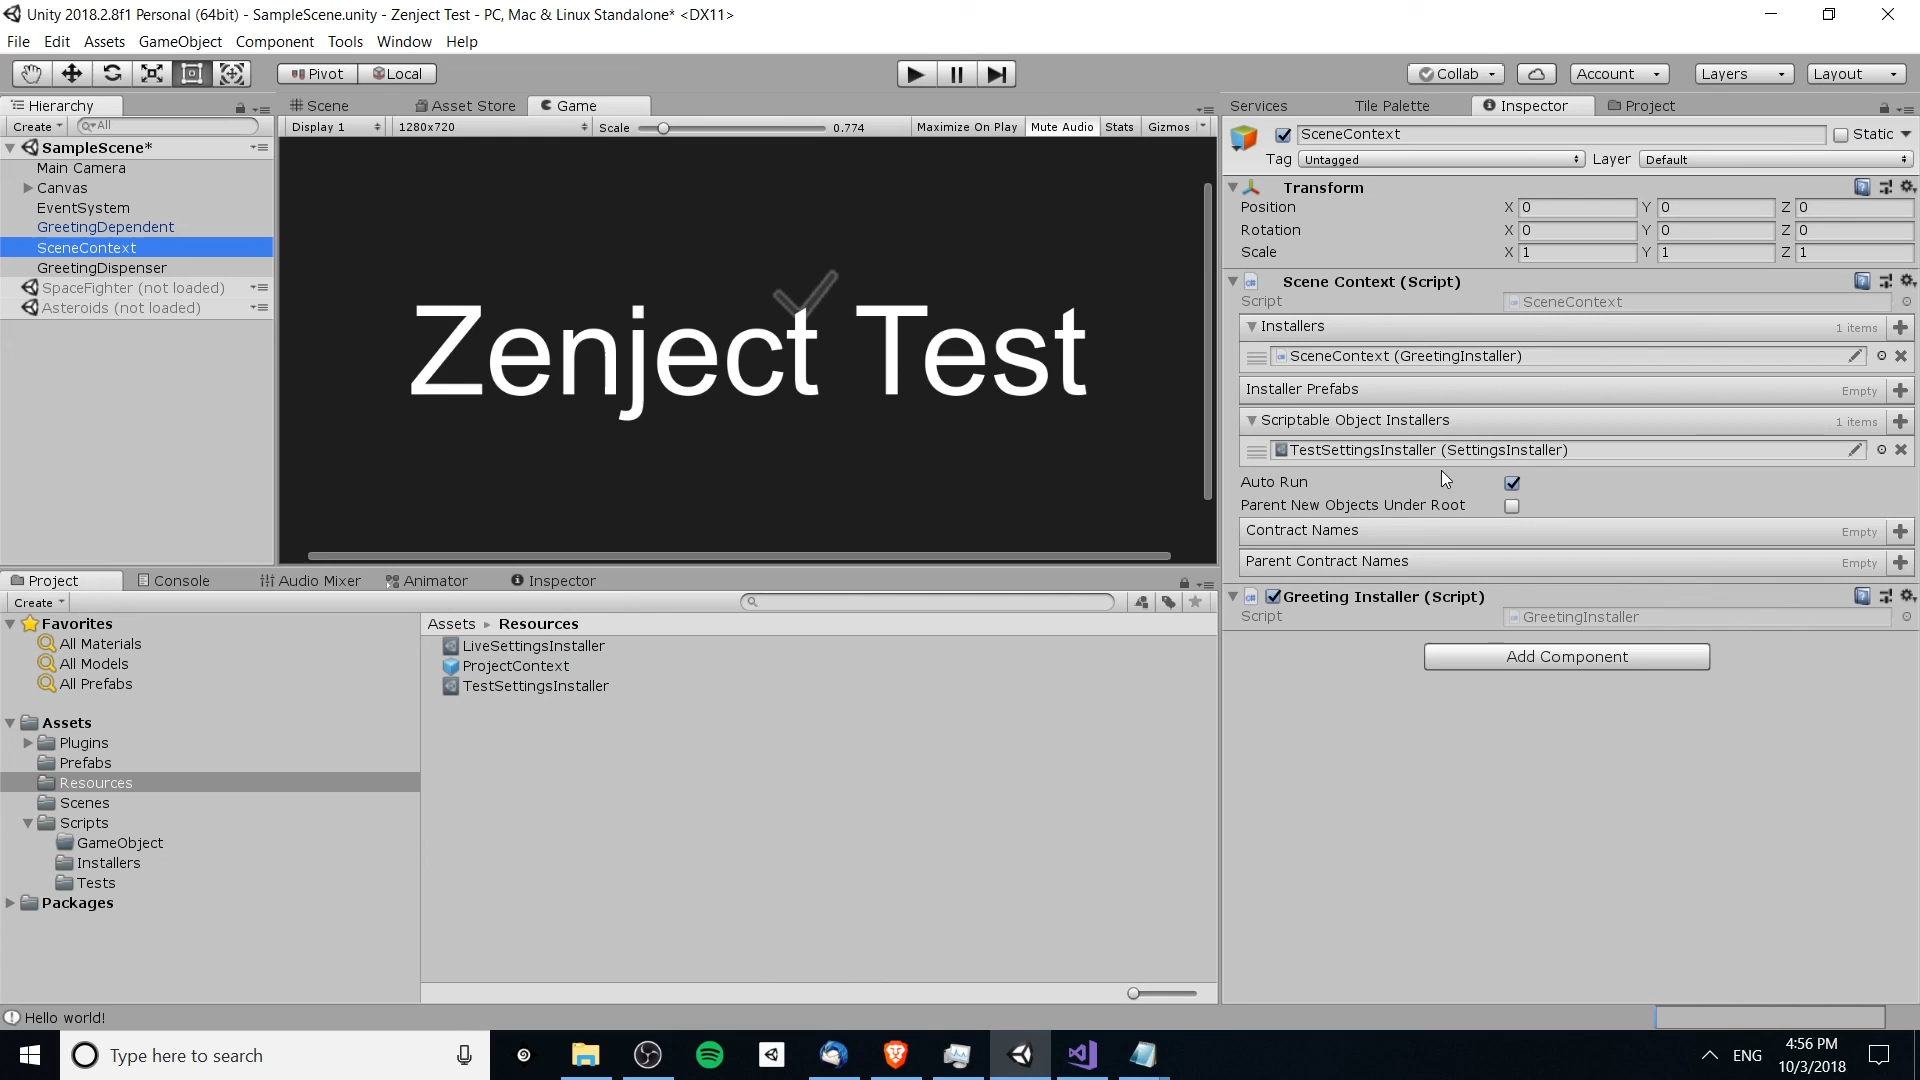 Unity 2018.2.8f1 Personal (64bit) - SampleScene.unity - Zenject Test - PC, Mac & Linux Standalone* <DX11>
File Edit Assets GameObject Component Tools Window Help
Pivot Local Collab Account Layers Layout
Hierarchy
Create All
SampleScene*
Main Camera
Canvas
EventSystem
GreetingDependent
SceneContext
GreetingDispenser
SpaceFighter (not loaded)
Asteroids (not loaded)
Scene Asset Store Game
Display 1 1280x720 Scale 0.774 Maximize On Play Mute Audio Stats Gizmos
Zenject Test
Services Tile Palette Inspector Project
SceneContext Static
Tag Untagged Layer Default
Transform
Position X 0 Y 0 Z 0
Rotation X 0 Y 0 Z 0
Scale X 1 Y 1 Z 1
Scene Context (Script)
Script SceneContext
Installers 1 items
SceneContext (GreetingInstaller)
Installer Prefabs Empty
Scriptable Object Installers 1 items
TestSettingsInstaller (SettingsInstaller)
Auto Run
Parent New Objects Under Root
Contract Names Empty
Parent Contract Names Empty
Greeting Installer (Script)
Script GreetingInstaller
Add Component
Project Console Audio Mixer Animator Inspector
Create
Favorites
All Materials
All Models
All Prefabs
Assets
Plugins
Prefabs
Resources
Scenes
Scripts
GameObject
Installers
Tests
Packages
Assets Resources
LiveSettingsInstaller
ProjectContext
TestSettingsInstaller
Hello world!
Type here to search
ENG
4:56 PM
10/3/2018